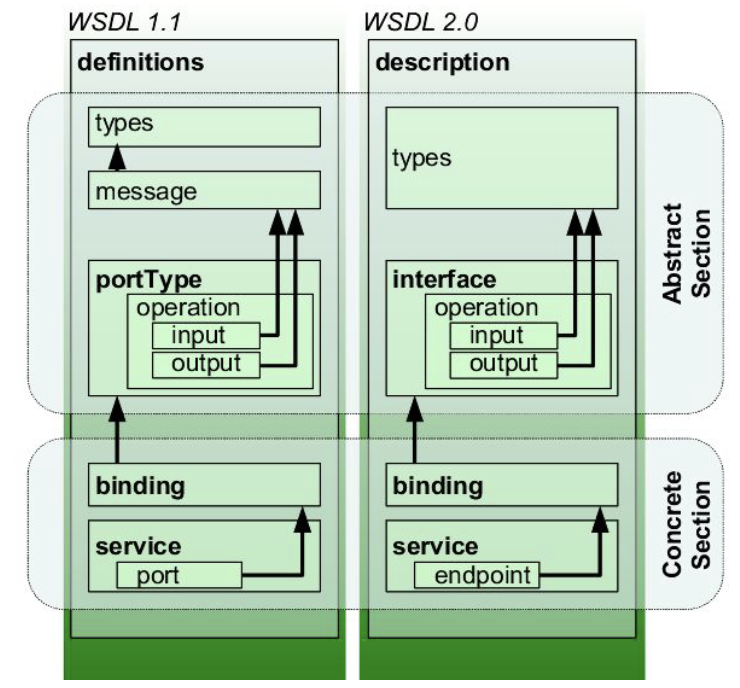 WSDL 1.1
definitions
types
message
portType
operation
input
output
binding
service
port
WSDL 2.0
description
types
interface
operation
input
output
binding
service
endpoint
Abstract
Section
Concrete
Section